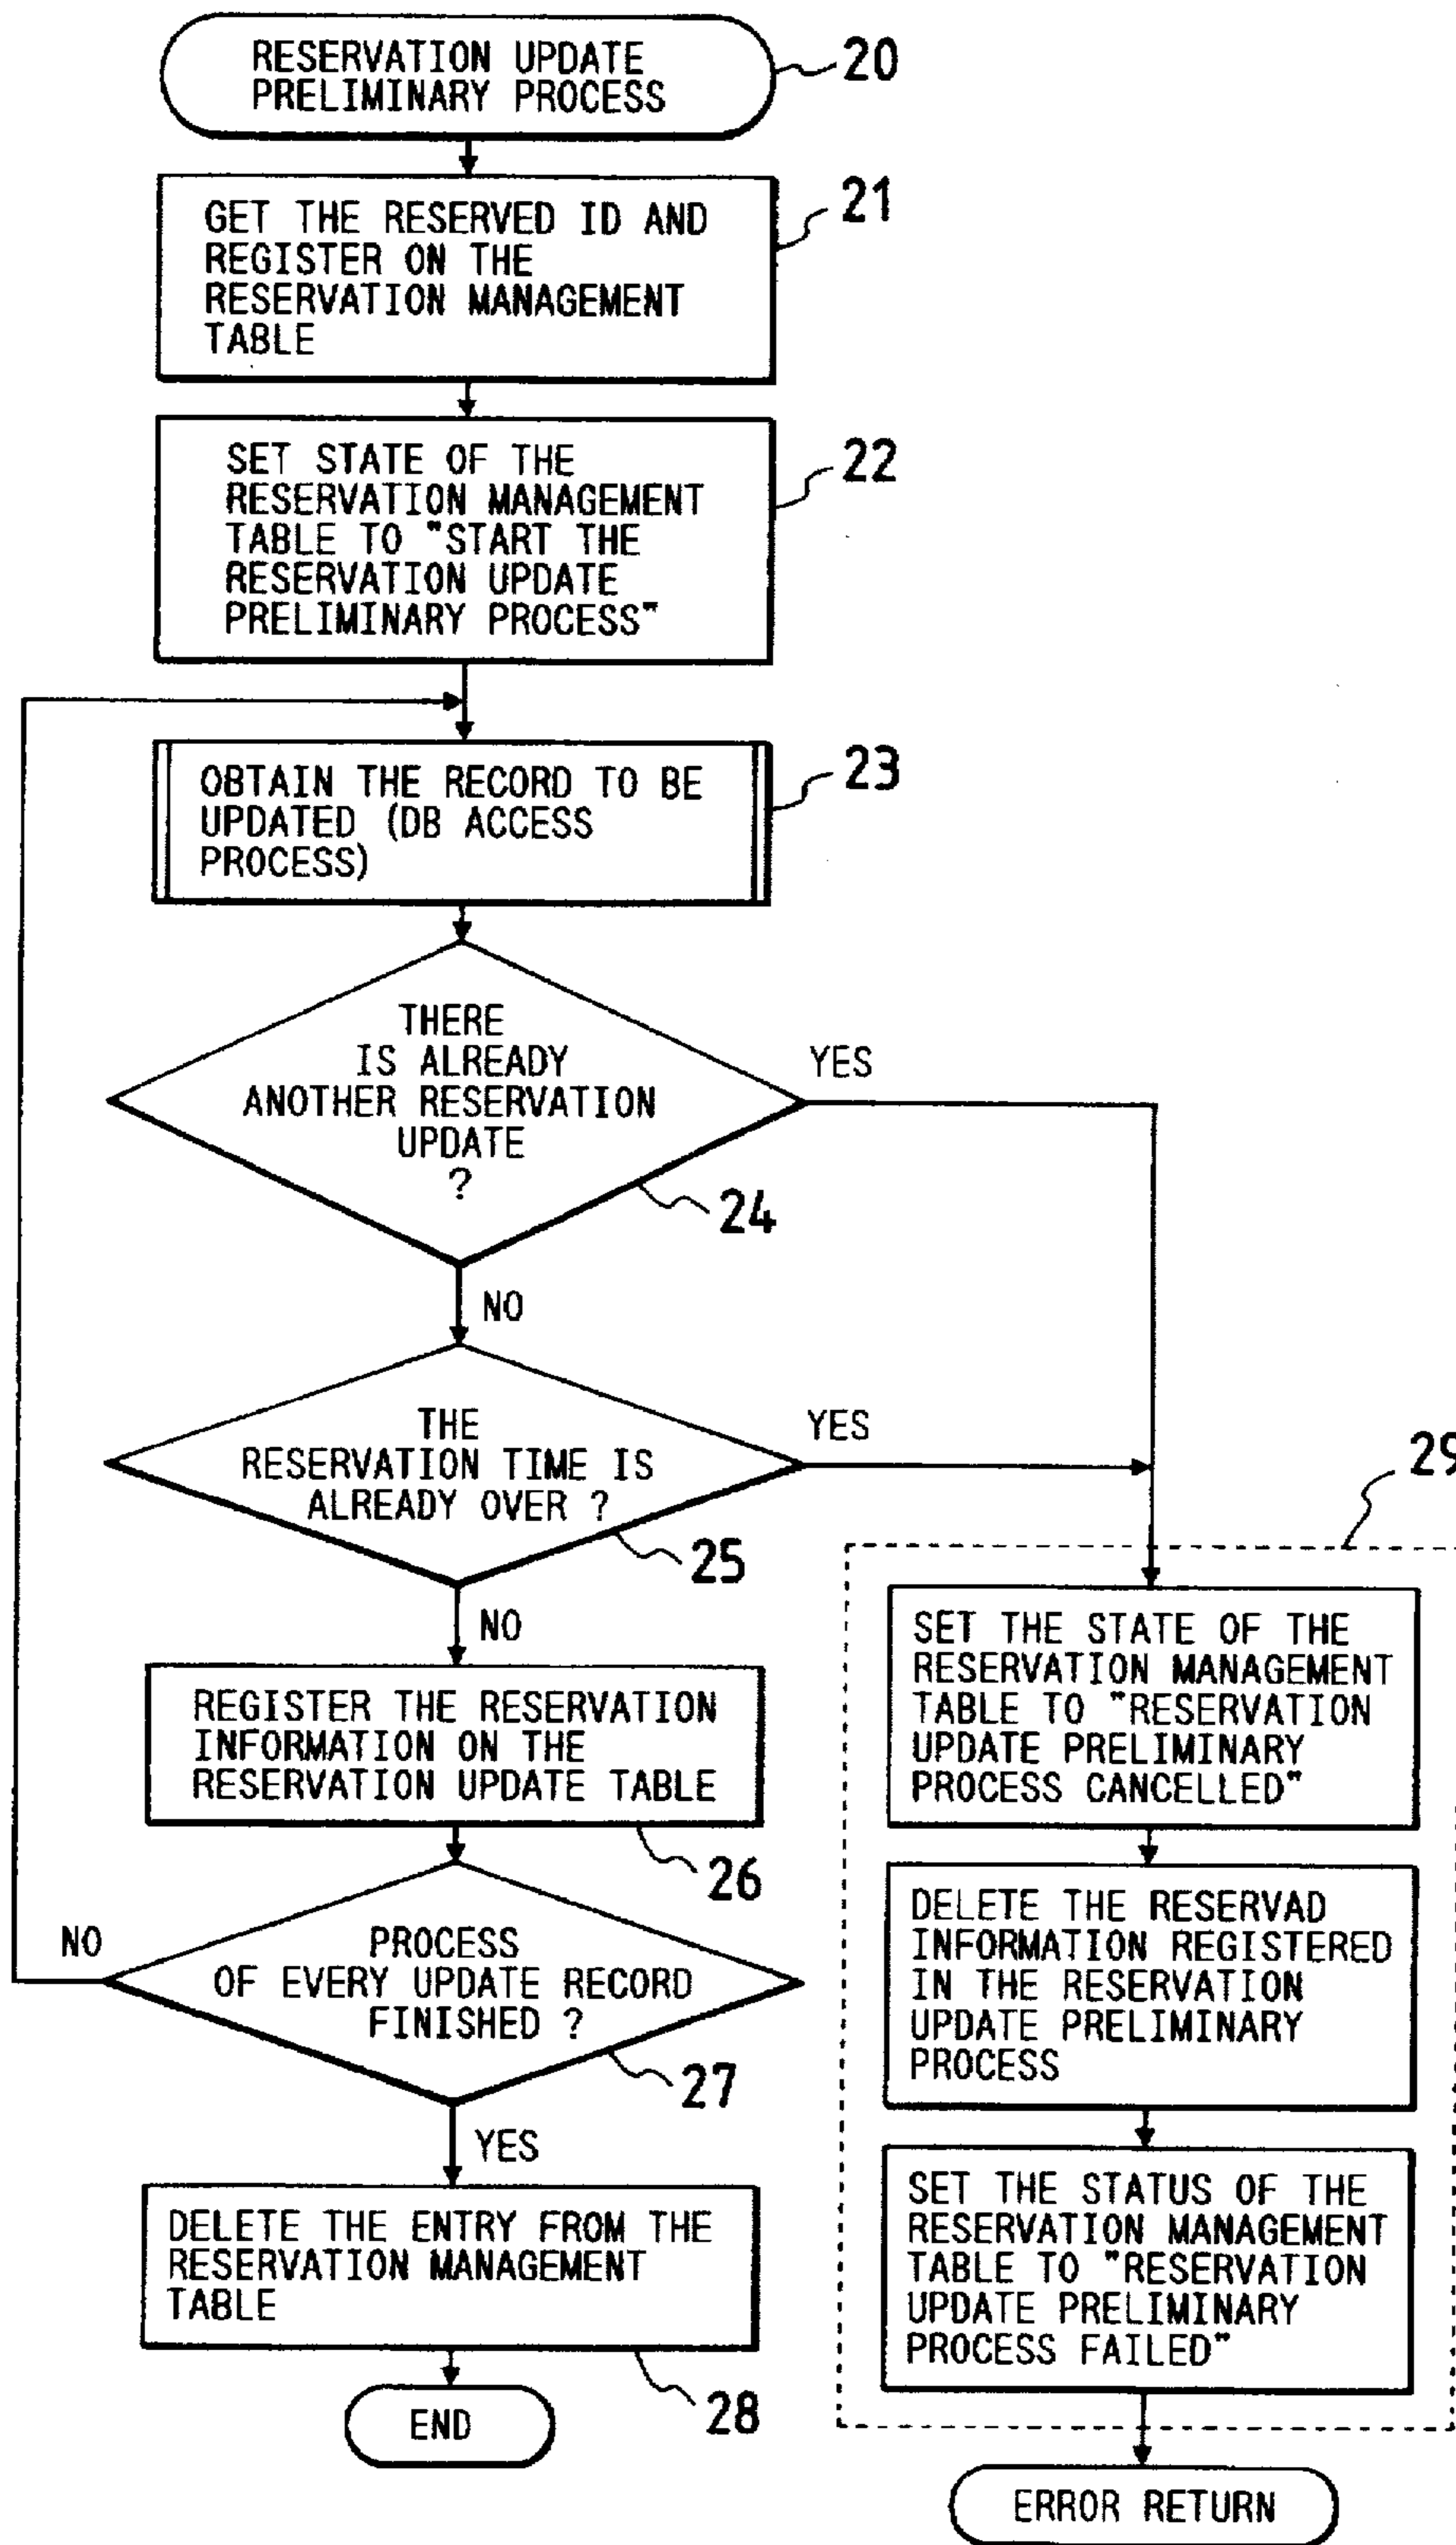 RESERVATION UPDATE
PRELIMINARY PROCESS
20
GET THE RESERVED ID AND
REGISTER ON THE
RESERVATION MANAGEMENT
TABLE
21
SET STATE OF THE
RESERVATION MANAGEMENT
TABLE TO "START THE
RESERVATION UPDATE
PRELIMINARY PROCESS"
22
OBTAIN THE RECORD TO BE
UPDATED (DB ACCESS
PROCESS)
23
THERE
IS ALREADY
ANOTHER RESERVATION
UPDATE
?
YES
24
NO
THE
RESERVATION TIME IS
ALREADY OVER ?
YES
25
NO
REGISTER THE RESERVATION
INFORMATION ON THE
RESERVATION UPDATE TABLE
26
PROCESS
OF EVERY UPDATE RECORD
FINISHED ?
NO
27
YES
DELETE THE ENTRY FROM THE
RESERVATION MANAGEMENT
TABLE
28
END
29
SET THE STATE OF THE
RESERVATION MANAGEMENT
TABLE TO "RESERVATION
UPDATE PRELIMINARY
PROCESS CANCELLED"
DELETE THE RESERVAD
INFORMATION REGISTERED
IN THE RESERVATION
UPDATE PRELIMINARY
PROCESS
SET THE STATUS OF THE
RESERVATION MANAGEMENT
TABLE TO "RESERVATION
UPDATE PRELIMINARY
PROCESS FAILED"
ERROR RETURN